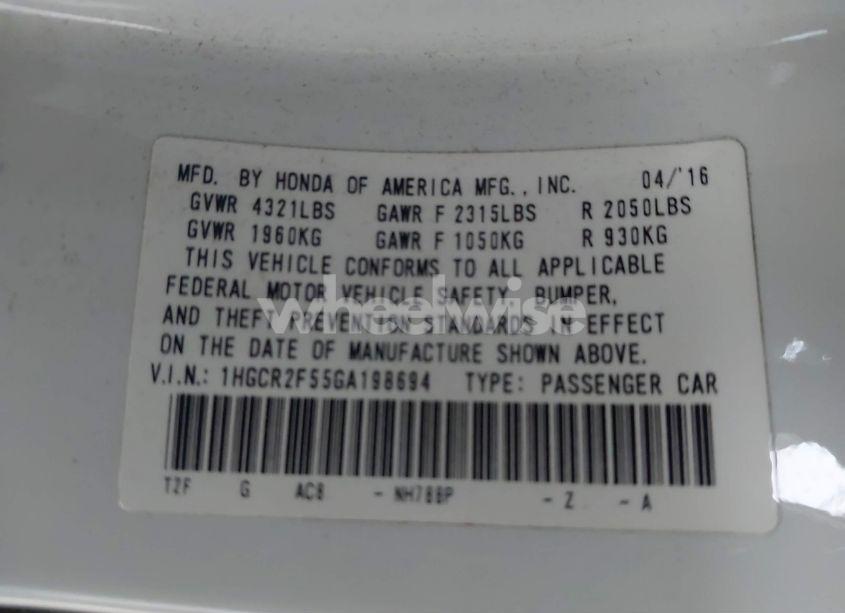 MFD. BY HONDA OF AMERICA MFG., INC. 04/'16
GVWR 4321LBS GAWR F 2315LBS R 2050LBS
GVWR 1960KG GAWR F 1050KG R 930KG
THIS VEHICLE CONFORMS TO ALL APPLICABLE
FEDERAL MOTOR VEHICLE SAFETY, BUMPER,
AND THEFT PREVENTION STANDARDS IN EFFECT
ON THE DATE OF MANUFACTURE SHOWN ABOVE.
V.I.N.: 1HGCR2F55GA198694 TYPE: PASSENGER CAR
T2F G AC8 - NH788P - Z - A
wheelwise